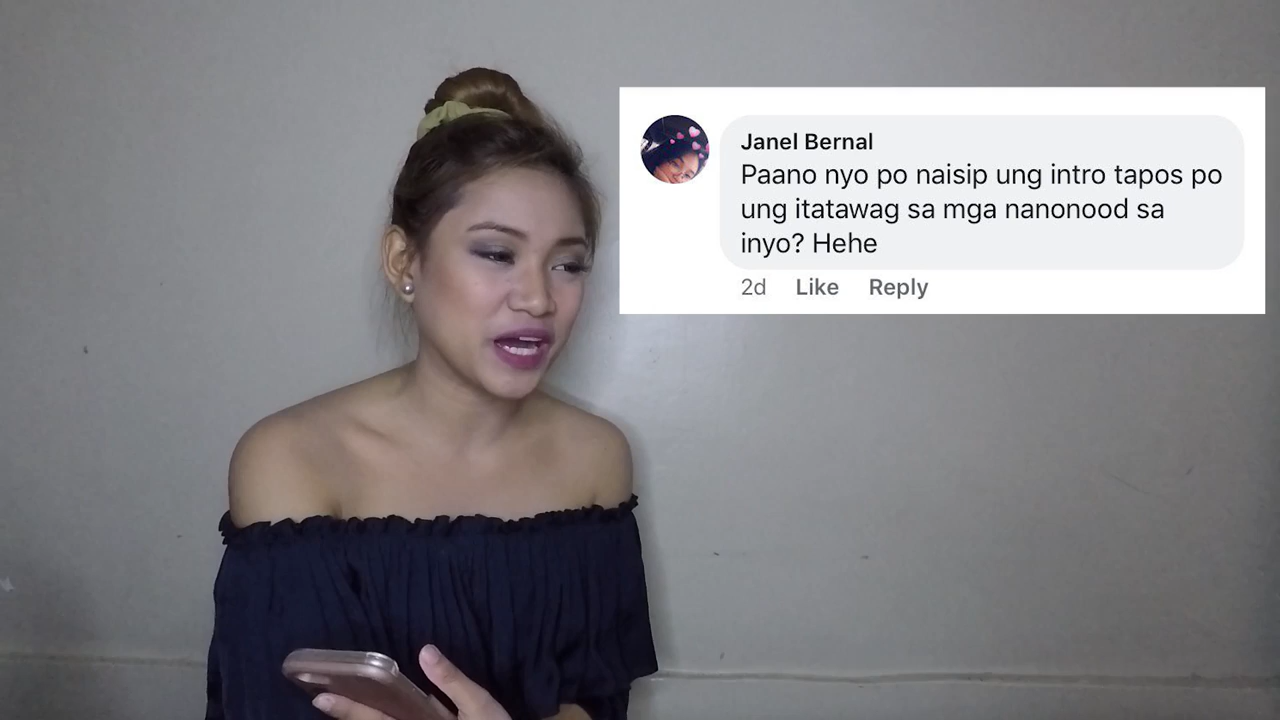 Janel Bernal
Paano nyo po naisip ung intro tapos po
ung itatawag sa mga nanonood sa
inyo? Hehe
2d Like Reply